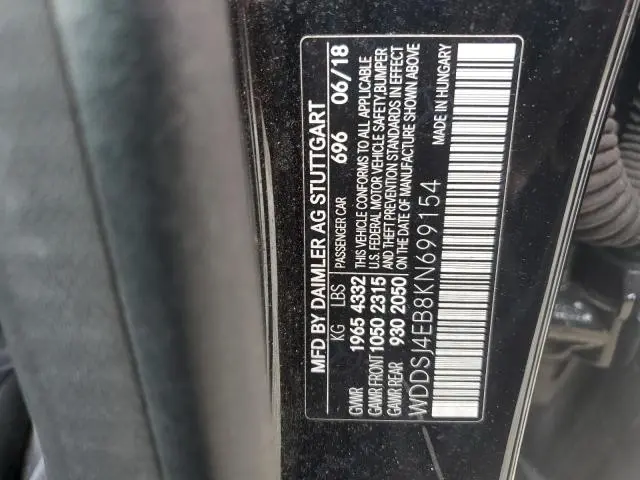 MFD BY DAIMLER AG STUTTGART
KG LBS PASSENGER CAR 696 06/18
GVWR 1965 4332 THIS VEHICLE CONFORMS TO ALL APPLICABLE
GAWR FRONT 1050 2315 U.S. FEDERAL MOTOR VEHICLE SAFETY, BUMPER
AND THEFT PREVENTION STANDARDS IN EFFECT
GAWR REAR 930 2050 ON THE DATE OF MANUFACTURE SHOWN ABOVE
WDDSJ4EB8KN699154 MADE IN HUNGARY